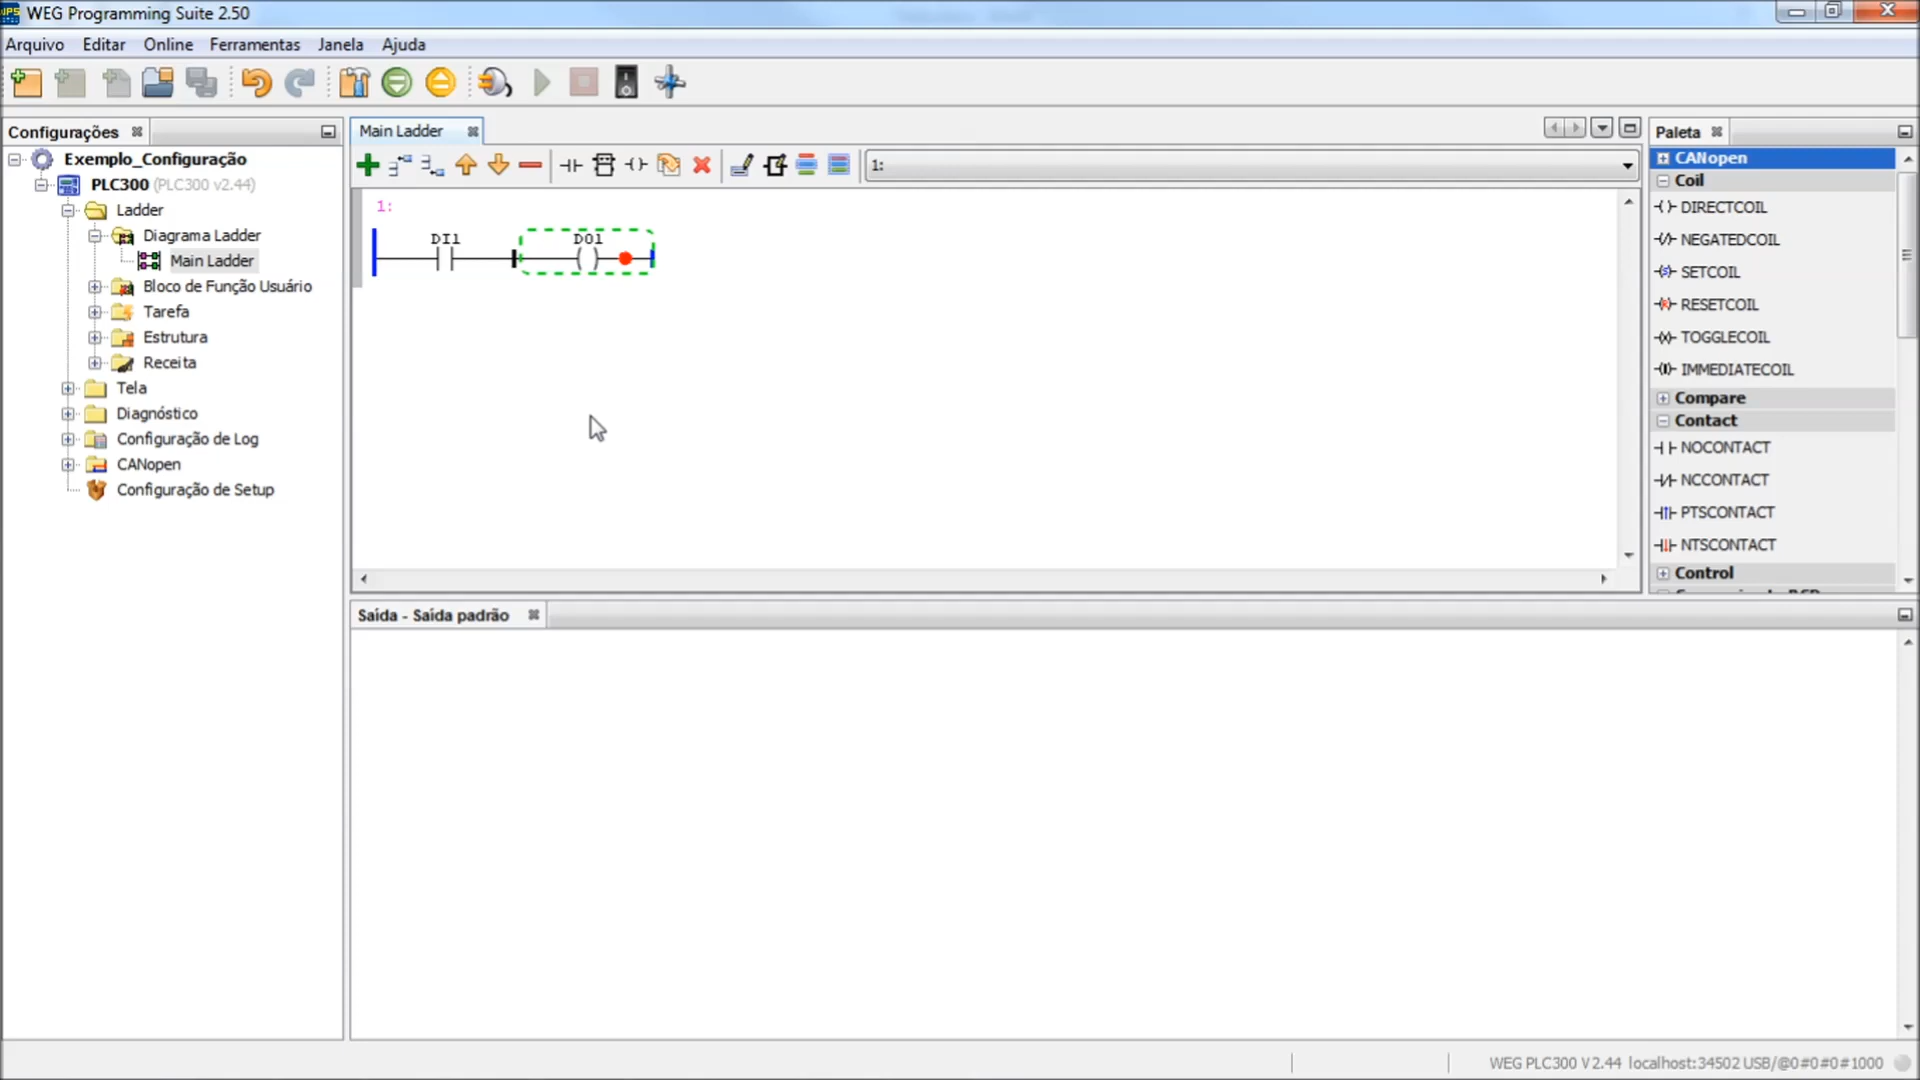 WEG Programming Suite 2.50
Arquivo Editar Online Ferramentas Janela Ajuda
Configurações
Exemplo_Configuração
PLC300 (PLC300 v2.44)
Ladder
Diagrama Ladder
Main Ladder
Bloco de Função Usuário
Tarefa
Estrutura
Receita
Tela
Diagnóstico
Configuração de Log
CANopen
Configuração de Setup
Main Ladder
1:
1:
DI1
DO1
Saída - Saída padrão
Paleta
CANopen
Coil
DIRECTCOIL
NEGATEDCOIL
SETCOIL
RESETCOIL
TOGGLECOIL
IMMEDIATECOIL
Compare
Contact
NOCONTACT
NCCONTACT
PTSCONTACT
NTSCONTACT
Control
WEG PLC300 V2.44 localhost:34502 USB/@0#0#0#1000